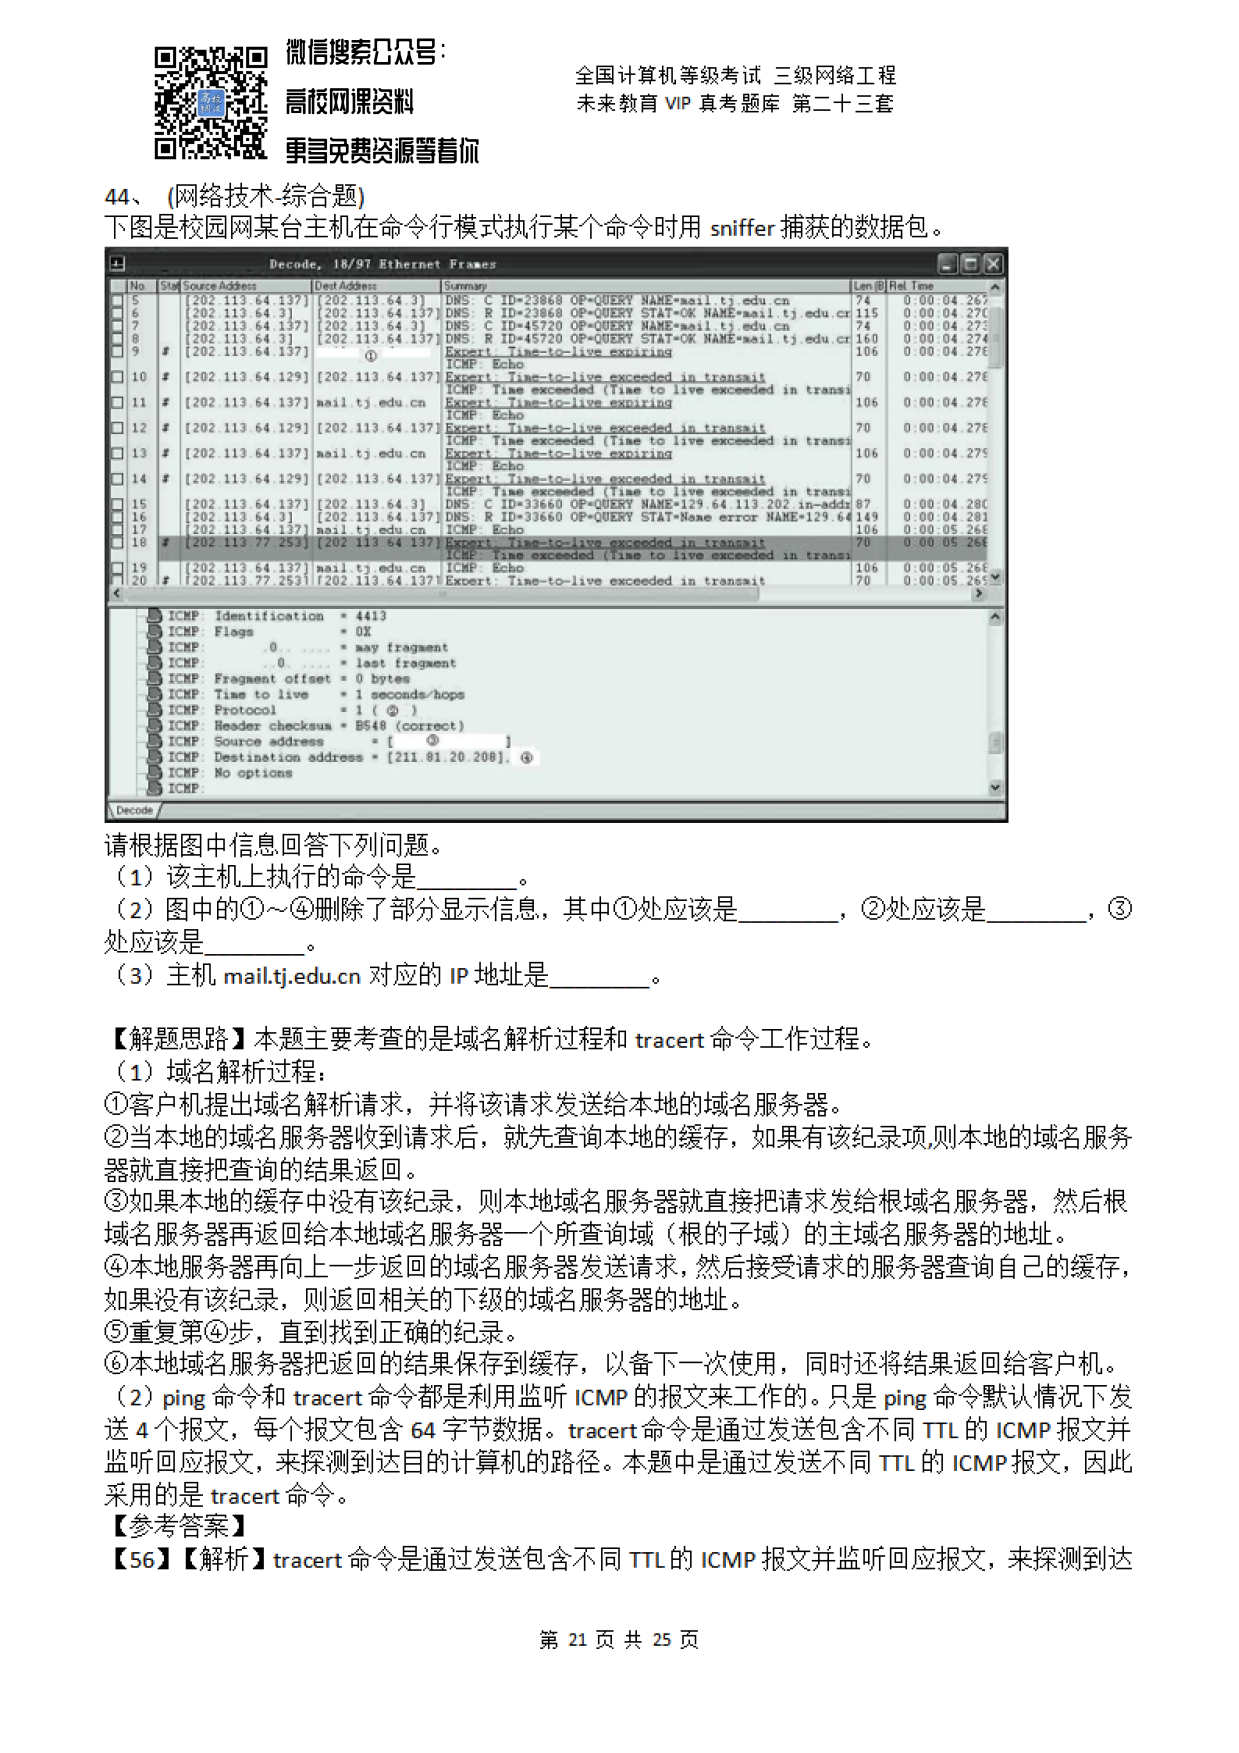 微信搜索公众号：
高校网课资料
更多免费资源等着你
全国计算机等级考试 三级网络工程
未来教育 VIP 真考题库 第二十三套
44、 (网络技术-综合题)
下图是校园网某台主机在命令行模式执行某个命令时用 sniffer 捕获的数据包。
Decode, 18/97 Ethernet Frames
No. Stat Source Address Dest Address Summary Len (B Rel. Time
5 [202.113.64.137] [202.113.64.3] DNS: C ID=23868 OP=QUERY NAME=mail.tj.edu.cn 74 0:00:04.267
6 [202.113.64.3] [202.113.64.137] DNS: R ID=23868 OP=QUERY STAT=OK NAME=mail.tj.edu.cr 115 0:00:04.270
7 [202.113.64.137] [202.113.64.3] DNS: C ID=45720 OP=QUERY NAME=mail.tj.edu.cn 74 0:00:04.273
8 [202.113.64.3] [202.113.64.137] DNS: R ID=45720 OP=QUERY STAT=OK NAME=mail.tj.edu.cr 160 0:00:04.274
9 # [202.113.64.137] ① Expert: Time-to-live expiring 106 0:00:04.278
ICMP: Echo
10 # [202.113.64.129] [202.113.64.137] Expert: Time-to-live exceeded in transmit 70 0:00:04.278
ICMP: Time exceeded (Time to live exceeded in transi
11 # [202.113.64.137] mail.tj.edu.cn Expert: Time-to-live expiring 106 0:00:04.278
ICMP: Echo
12 # [202.113.64.129] [202.113.64.137] Expert: Time-to-live exceeded in transmit 70 0:00:04.278
ICMP: Time exceeded (Time to live exceeded in transi
13 # [202.113.64.137] mail.tj.edu.cn Expert: Time-to-live expiring 106 0:00:04.279
ICMP: Echo
14 # [202.113.64.129] [202.113.64.137] Expert: Time-to-live exceeded in transmit 70 0:00:04.279
ICMP: Time exceeded (Time to live exceeded in transi
15 [202.113.64.137] [202.113.64.3] DNS: C ID=33660 OP=QUERY NAME=129.64.113.202.in-addr 87 0:00:04.280
16 [202.113.64.3] [202.113.64.137] DNS: R ID=33660 OP=QUERY STAT=Name error NAME=129.64 149 0:00:04.281
17 [202.113.64.137] mail.tj.edu.cn ICMP: Echo 106 0:00:05.268
18 # [202.113.77.253] [202.113.64.137] Expert: Time-to-live exceeded in transmit 70 0:00:05.268
ICMP: Time exceeded (Time to live exceeded in transi
19 [202.113.64.137] mail.tj.edu.cn ICMP: Echo 106 0:00:05.268
20 # [202.113.77.253] [202.113.64.137] Expert: Time-to-live exceeded in transmit 70 0:00:05.269
ICMP: Identification = 4413
ICMP: Flags = 0X
ICMP: .0.. .... = may fragment
ICMP: ..0. .... = last fragment
ICMP: Fragment offset = 0 bytes
ICMP: Time to live = 1 seconds/hops
ICMP: Protocol = 1 ( ② )
ICMP: Header checksum = B548 (correct)
ICMP: Source address = [ ③ ]
ICMP: Destination address = [211.81.20.208], ④
ICMP: No options
ICMP:
Decode
请根据图中信息回答下列问题。
（1）该主机上执行的命令是________。
（2）图中的①～④删除了部分显示信息，其中①处应该是________，②处应该是________，③
处应该是________。
（3）主机 mail.tj.edu.cn 对应的 IP 地址是________。
【解题思路】本题主要考查的是域名解析过程和 tracert 命令工作过程。
（1）域名解析过程：
①客户机提出域名解析请求，并将该请求发送给本地的域名服务器。
②当本地的域名服务器收到请求后，就先查询本地的缓存，如果有该纪录项,则本地的域名服务
器就直接把查询的结果返回。
③如果本地的缓存中没有该纪录，则本地域名服务器就直接把请求发给根域名服务器，然后根
域名服务器再返回给本地域名服务器一个所查询域（根的子域）的主域名服务器的地址。
④本地服务器再向上一步返回的域名服务器发送请求，然后接受请求的服务器查询自己的缓存，
如果没有该纪录，则返回相关的下级的域名服务器的地址。
⑤重复第④步，直到找到正确的纪录。
⑥本地域名服务器把返回的结果保存到缓存，以备下一次使用，同时还将结果返回给客户机。
（2）ping 命令和 tracert 命令都是利用监听 ICMP 的报文来工作的。只是 ping 命令默认情况下发
送 4 个报文，每个报文包含 64 字节数据。tracert 命令是通过发送包含不同 TTL 的 ICMP 报文并
监听回应报文，来探测到达目的计算机的路径。本题中是通过发送不同 TTL 的 ICMP 报文，因此
采用的是 tracert 命令。
【参考答案】
【56】【解析】tracert 命令是通过发送包含不同 TTL 的 ICMP 报文并监听回应报文，来探测到达
第 21 页 共 25 页